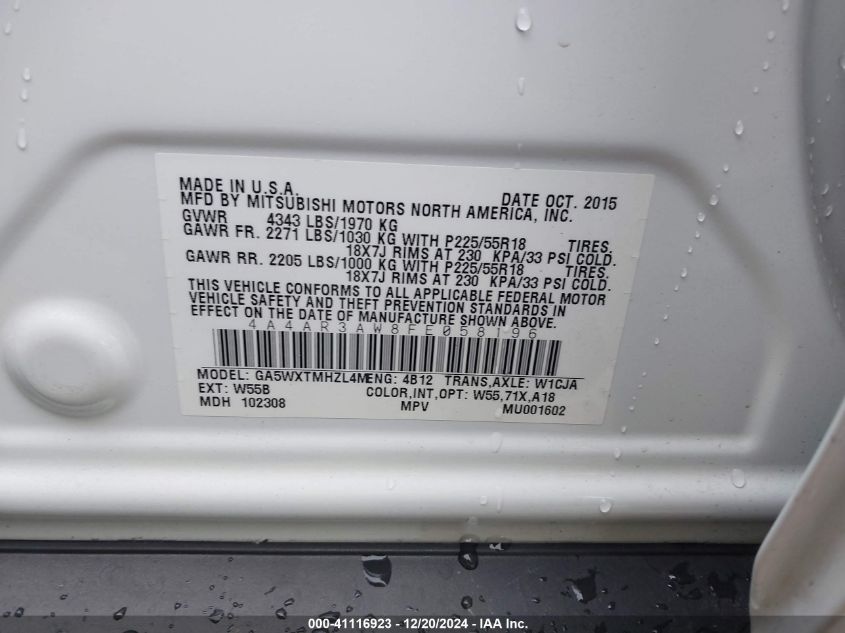 MADE IN U.S.A. DATE OCT. 2015
MFD BY MITSUBISHI MOTORS NORTH AMERICA, INC.
GVWR 4343 LBS/1970 KG
GAWR FR. 2271 LBS/1030 KG WITH P225/55R18 TIRES.
18X7J RIMS AT 230 KPA/33 PSI COLD.
GAWR RR. 2205 LBS/1000 KG WITH P225/55R18 TIRES.
18X7J RIMS AT 230 KPA/33 PSI COLD.
THIS VEHICLE CONFORMS TO ALL APPLICABLE FEDERAL MOTOR
VEHICLE SAFETY AND THEFT PREVENTION STANDARDS IN
EFFECT ON THE DATE OF MANUFACTURE SHOWN ABOVE.
4A4AR3AW8FE058196
MODEL: GA5WXTMHZL4M ENG: 4B12 TRANS,AXLE: W1CJA
EXT: W55B COLOR,INT,OPT: W55,71X,A18
MDH 102308 MPV MU001602
000-41116923 - 12/20/2024 - IAA Inc.